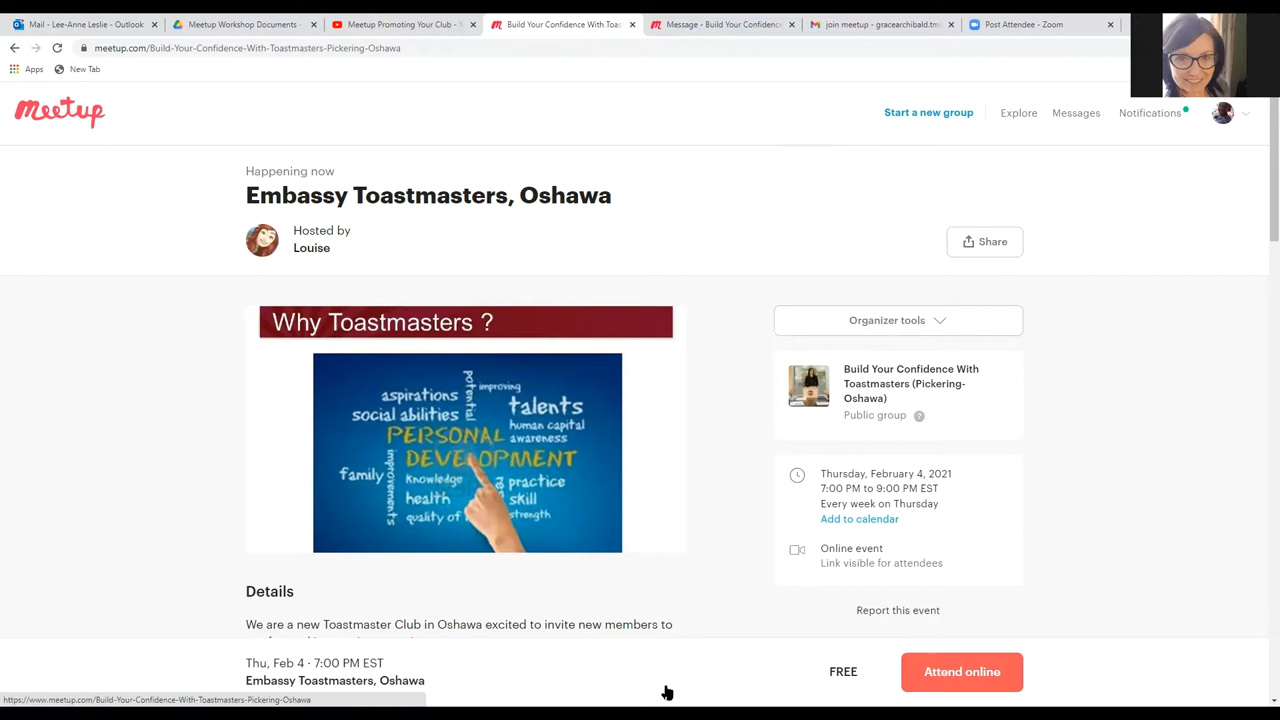 Mail - Lee-Anne Leslie - Outlook
Meetup Workshop Documents -
Meetup Promoting Your Club -
Build Your Confidence With Toas
Message - Build Your Confidence
join meetup - gracearchibald.tm
Post Attendee - Zoom
meetup.com/Build-Your-Confidence-With-Toastmasters-Pickering-Oshawa
Apps
New Tab
meetup
Start a new group
Explore
Messages
Notifications
Happening now
Embassy Toastmasters, Oshawa
Hosted by
Louise
Share
Why Toastmasters ?
potential
improving
aspirations
talents
social abilities
human capital
PERSONAL
awareness
DEVELOPMENT
family
improvements
knowledge
practice
health
skill
quality of
strength
Organizer tools
Build Your Confidence With
Toastmasters (Pickering-
Oshawa)
Public group ?
Thursday, February 4, 2021
7:00 PM to 9:00 PM EST
Every week on Thursday
Add to calendar
Online event
Link visible for attendees
Report this event
Details
We are a new Toastmaster Club in Oshawa excited to invite new members to
Thu, Feb 4 · 7:00 PM EST
Embassy Toastmasters, Oshawa
FREE
Attend online
https://www.meetup.com/Build-Your-Confidence-With-Toastmasters-Pickering-Oshawa